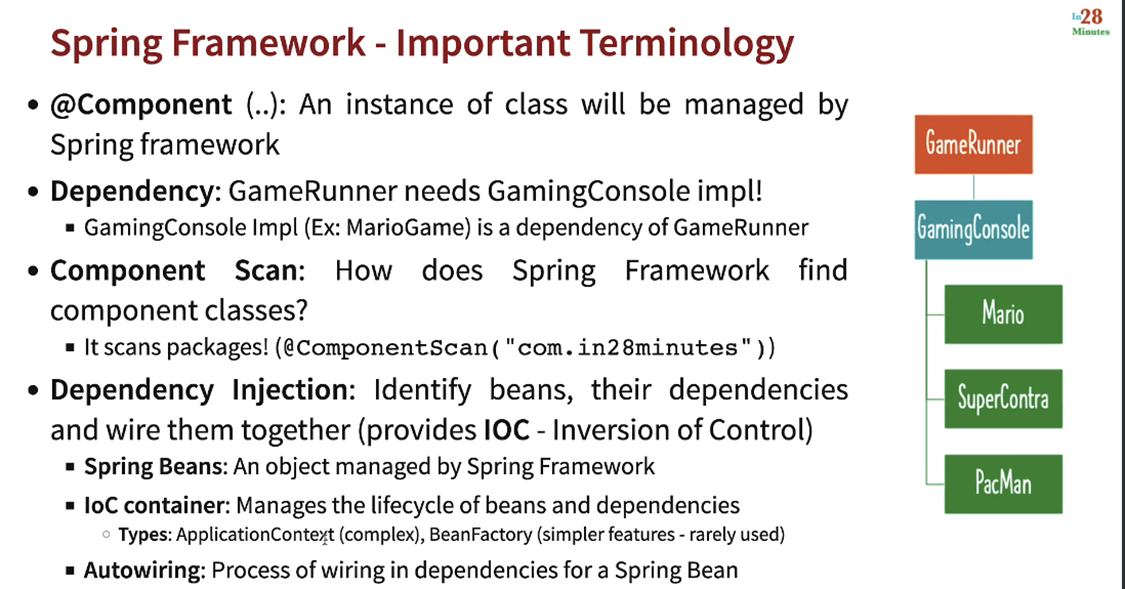 Spring Framework - Important Terminology
In28
Minutes
• @Component (..): An instance of class will be managed by
Spring framework
• Dependency: GameRunner needs GamingConsole impl!
▪ GamingConsole Impl (Ex: MarioGame) is a dependency of GameRunner
• Component Scan: How does Spring Framework find
component classes?
▪ It scans packages! (@ComponentScan("com.in28minutes"))
• Dependency Injection: Identify beans, their dependencies
and wire them together (provides IOC - Inversion of Control)
▪ Spring Beans: An object managed by Spring Framework
▪ IoC container: Manages the lifecycle of beans and dependencies
○ Types: ApplicationContext (complex), BeanFactory (simpler features - rarely used)
▪ Autowiring: Process of wiring in dependencies for a Spring Bean
GameRunner
GamingConsole
Mario
SuperContra
PacMan